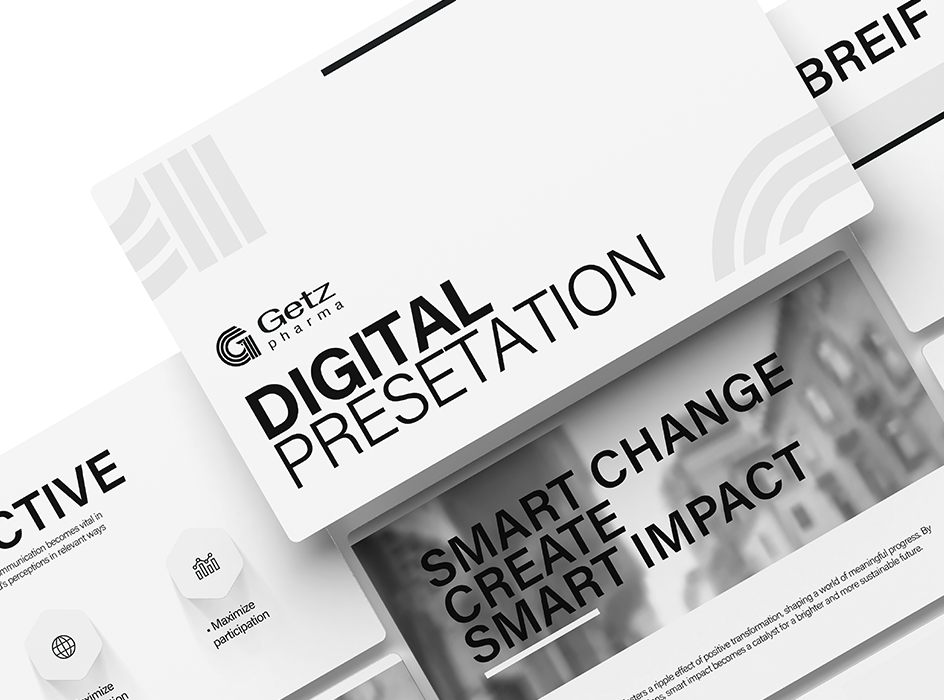 BREIF
Getz
pharma
DIGITAL
PRESETATION
CTIVE
mmunication becomes vital in
d's perceptions in relevant ways
• Maximize
participation
SMART CHANGE
CREATE
SMART IMPACT
a ripple effect of positive transformation, shaping a world of meaningful progress. By
smart impact becomes a catalyst for a brighter and more sustainable future.